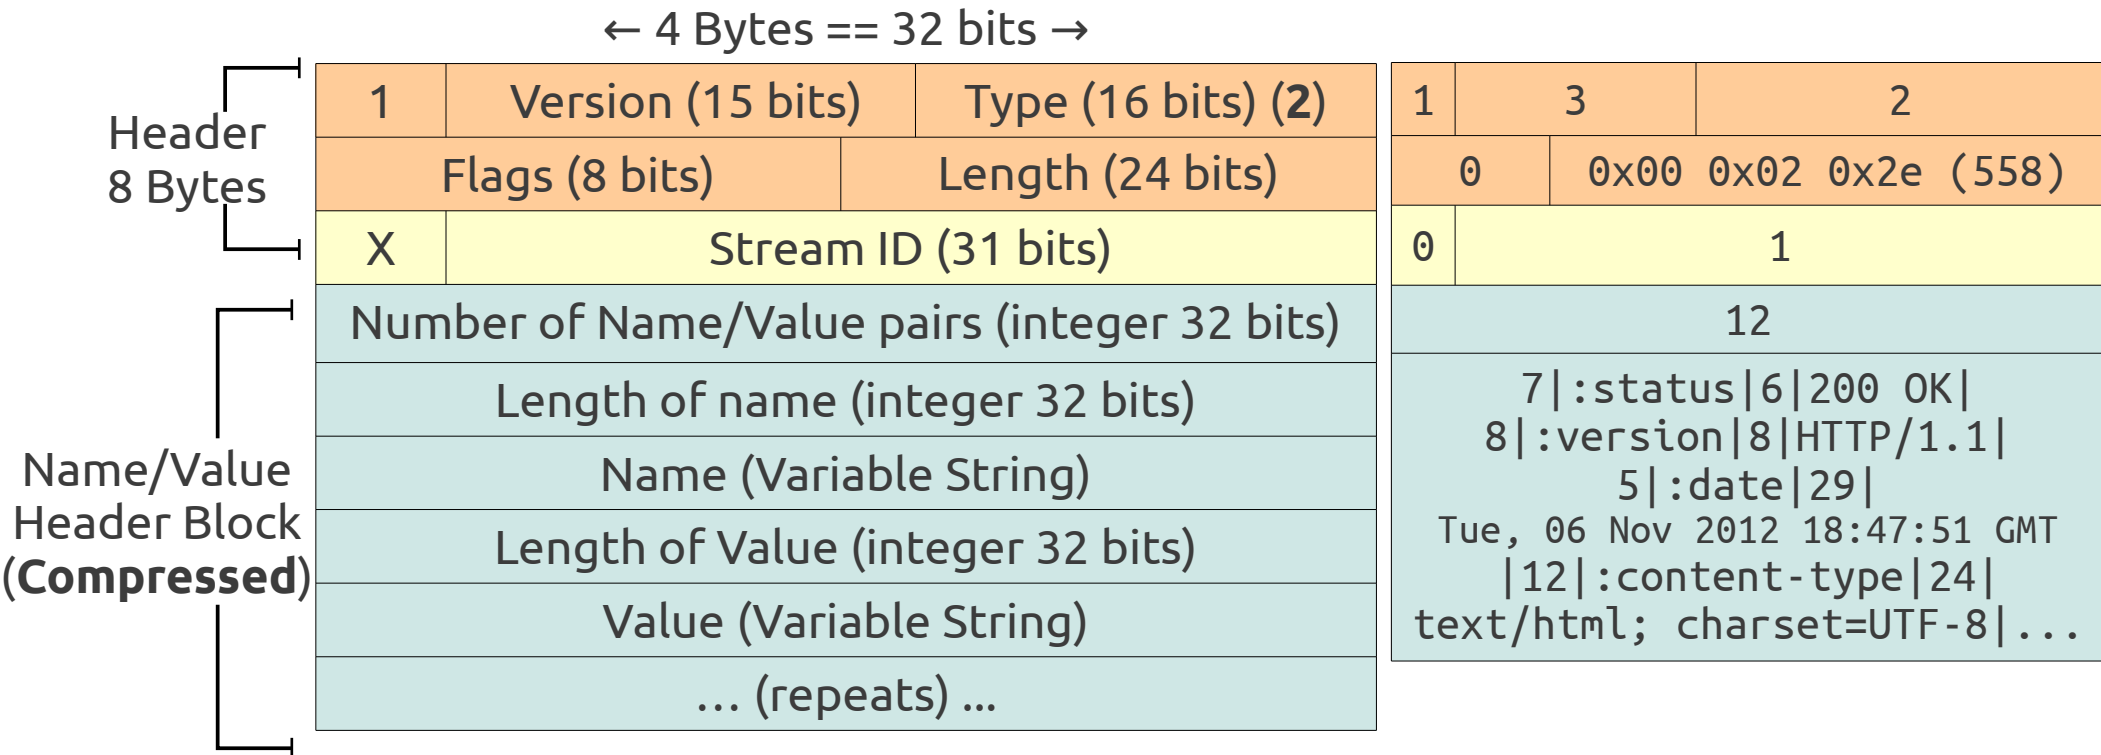 ← 4 Bytes == 32 bits →
Header
8 Bytes
1 Version (15 bits) Type (16 bits) (2)
Flags (8 bits) Length (24 bits)
X Stream ID (31 bits)
Name/Value
Header Block
(Compressed)
Number of Name/Value pairs (integer 32 bits)
Length of name (integer 32 bits)
Name (Variable String)
Length of Value (integer 32 bits)
Value (Variable String)
... (repeats) ...
1 3 2
0 0x00 0x02 0x2e (558)
0 1
12
7|:status|6|200 OK|
8|:version|8|HTTP/1.1|
5|:date|29|
Tue, 06 Nov 2012 18:47:51 GMT
|12|:content-type|24|
text/html; charset=UTF-8|...